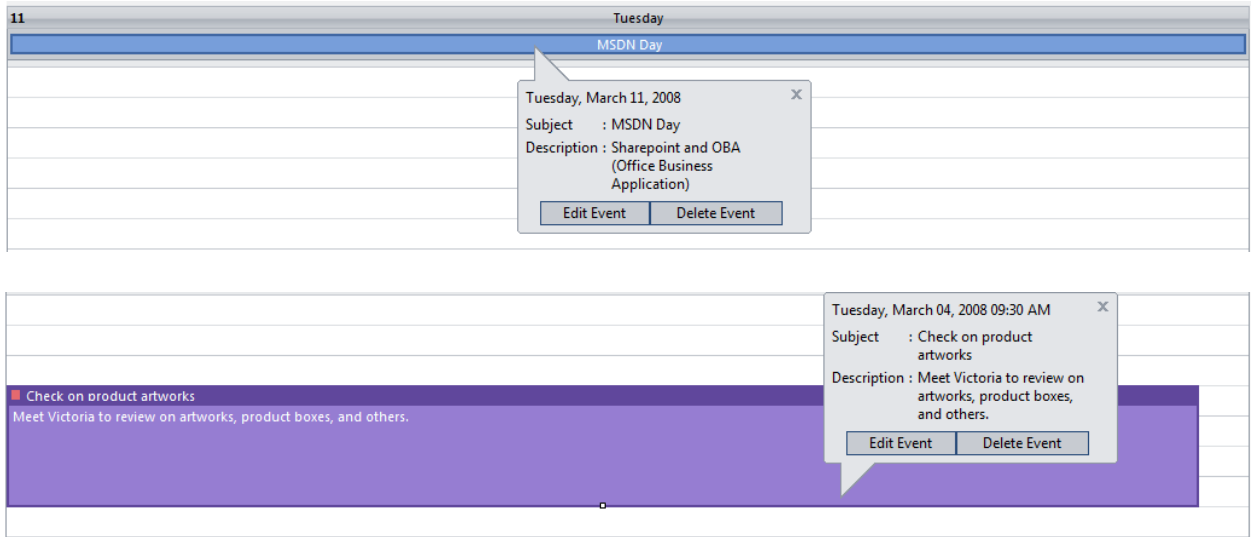 11 Tuesday
MSDN Day
Tuesday, March 11, 2008 x
Subject : MSDN Day
Description : Sharepoint and OBA
(Office Business
Application)
Edit Event Delete Event
Tuesday, March 04, 2008 09:30 AM x
Subject : Check on product
artworks
Description : Meet Victoria to review on
artworks, product boxes,
and others.
Edit Event Delete Event
Check on product artworks
Meet Victoria to review on artworks, product boxes, and others.